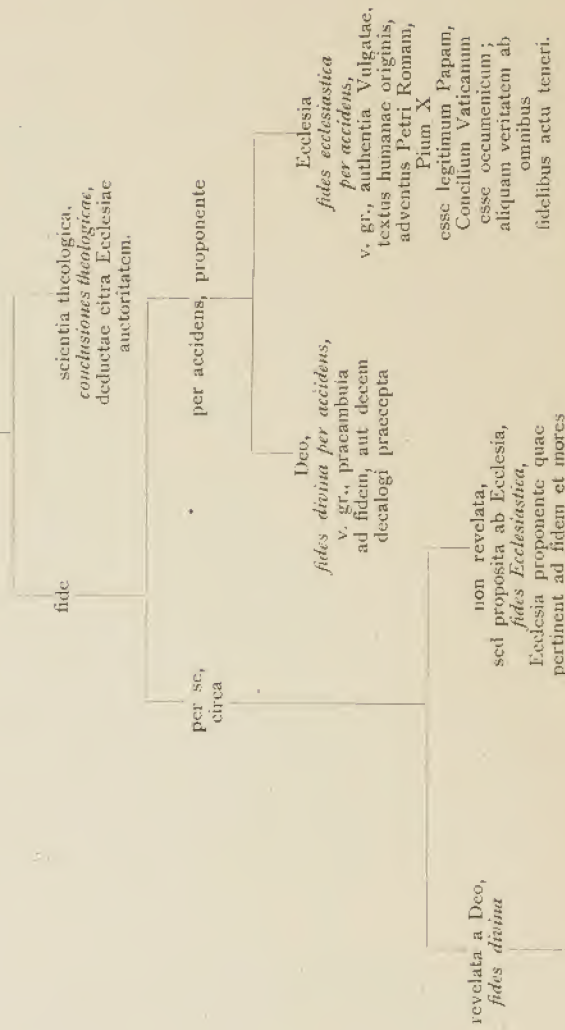 scientia theologica,
conclusiones theologicae,
deductae citra Ecclesiae
auctoritatem.
fide
per accidens, proponente
per se,
circa
Ecclesia
fides ecclesiastica
per accidens,
v. gr., authentia Vulgatae,
textus humanae originis,
adventus Petri Romam,
Pium X
esse legitimum Papam,
Concilium Vaticanum
esse oecumenicum;
aliquam veritatem ab
omnibus
fidelibus actu teneri.
Deo,
fides divina per accidens,
v. gr., praeambula
ad fidem, aut decem
decalogi praecepta
non revelata,
sed proposita ab Ecclesia,
fides Ecclesiastica,
Ecclesia proponente quae
pertinent ad fidem et mores
revelata a Deo,
fides divina